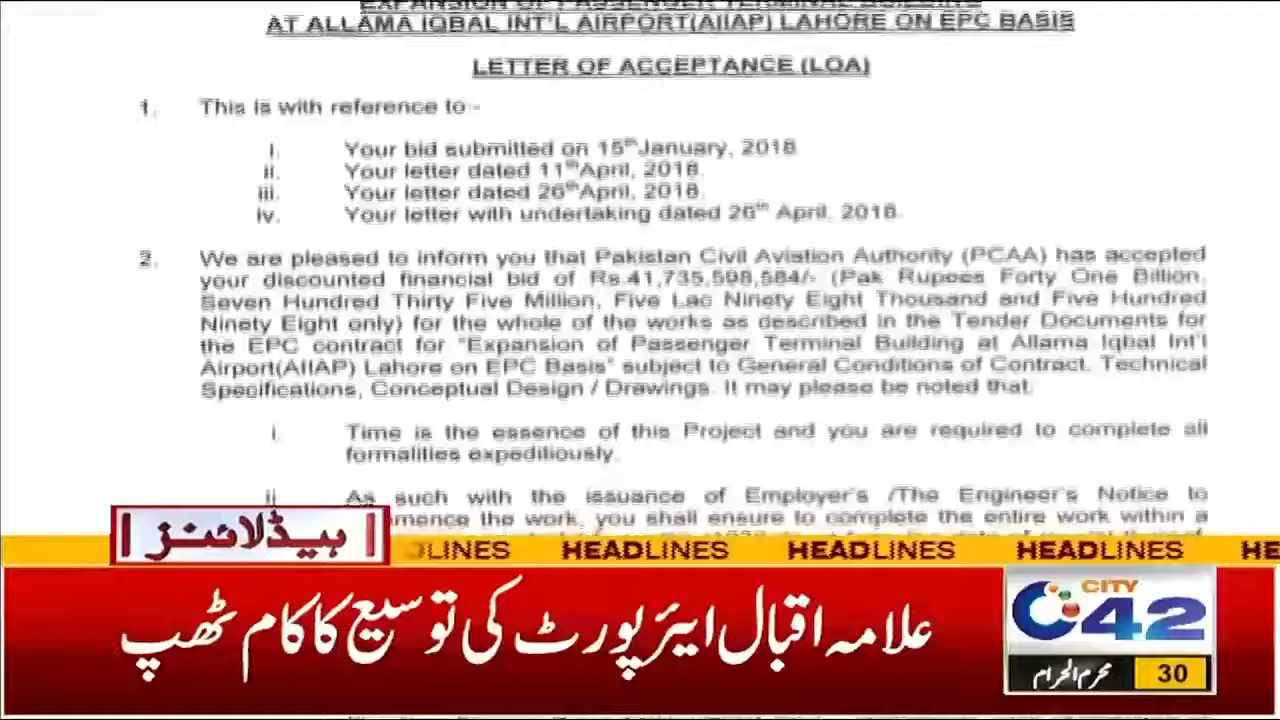 EXPANSION OF PASSENGER TERMINAL BUILDING
AT ALLAMA IQBAL INT'L AIRPORT(AIIAP) LAHORE ON EPC BASIS
LETTER OF ACCEPTANCE (LOA)
1. This is with reference to:-
i. Your bid submitted on 15th January, 2018
ii. Your letter dated 11th April, 2018.
iii. Your letter dated 26th April, 2018.
iv. Your letter with undertaking dated 26th April, 2018.
2. We are pleased to inform you that Pakistan Civil Aviation Authority (PCAA) has accepted
your discounted financial bid of Rs.41,735,598,584/- (Pak Rupees Forty One Billion,
Seven Hundred Thirty Five Million, Five Lac Ninety Eight Thousand and Five Hundred
Ninety Eight only) for the whole of the works as described in the Tender Documents for
the EPC contract for "Expansion of Passenger Terminal Building at Allama Iqbal Int'l
Airport(AIIAP) Lahore on EPC Basis" subject to General Conditions of Contract. Technical
Specifications, Conceptual Design / Drawings. It may please be noted that:
i. Time is the essence of this Project and you are required to complete all
formalities expeditiously.
ii. As such with the issuance of Employer's /The Engineer's Notice to
mmence the work, you shall ensure to complete the entire work within a
ہیڈلائنز
DLINES HEADLINES HEADLINES HEADLINES HE
علامہ اقبال ایئرپورٹ کی توسیع کا کام ٹھپ
CITY
42
محرم الحرام 30